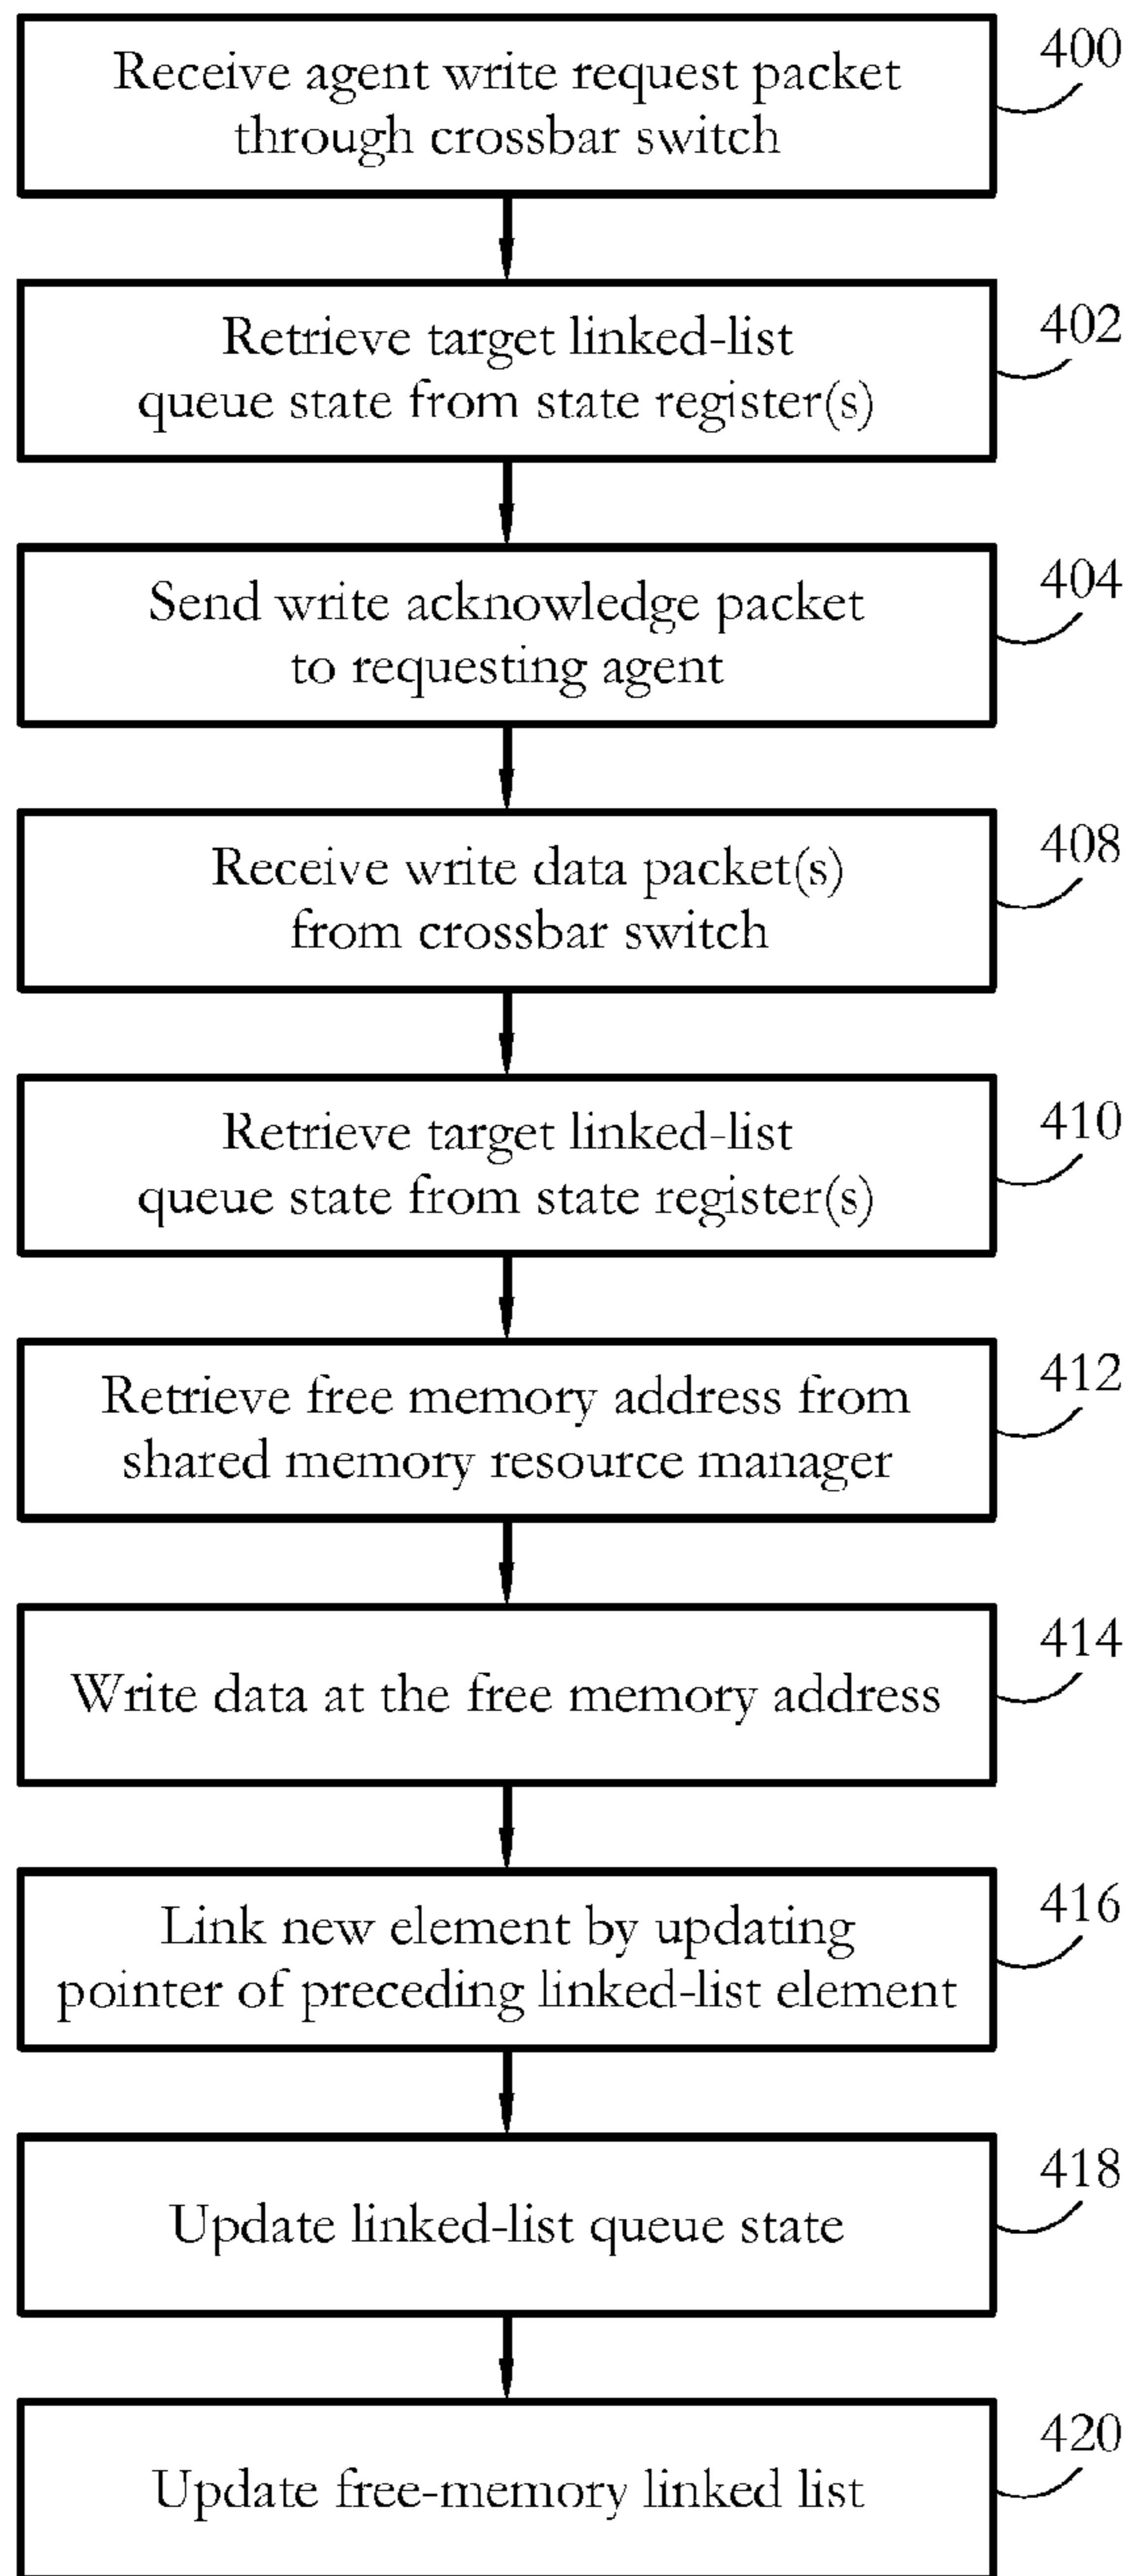 Receive agent write request packet
through crossbar switch
400
Retrieve target linked-list
queue state from state register(s)
402
Send write acknowledge packet
to requesting agent
404
Receive write data packet(s)
from crossbar switch
408
Retrieve target linked-list
queue state from state register(s)
410
Retrieve free memory address from
shared memory resource manager
412
Write data at the free memory address
414
Link new element by updating
pointer of preceding linked-list element
416
Update linked-list queue state
418
Update free-memory linked list
420